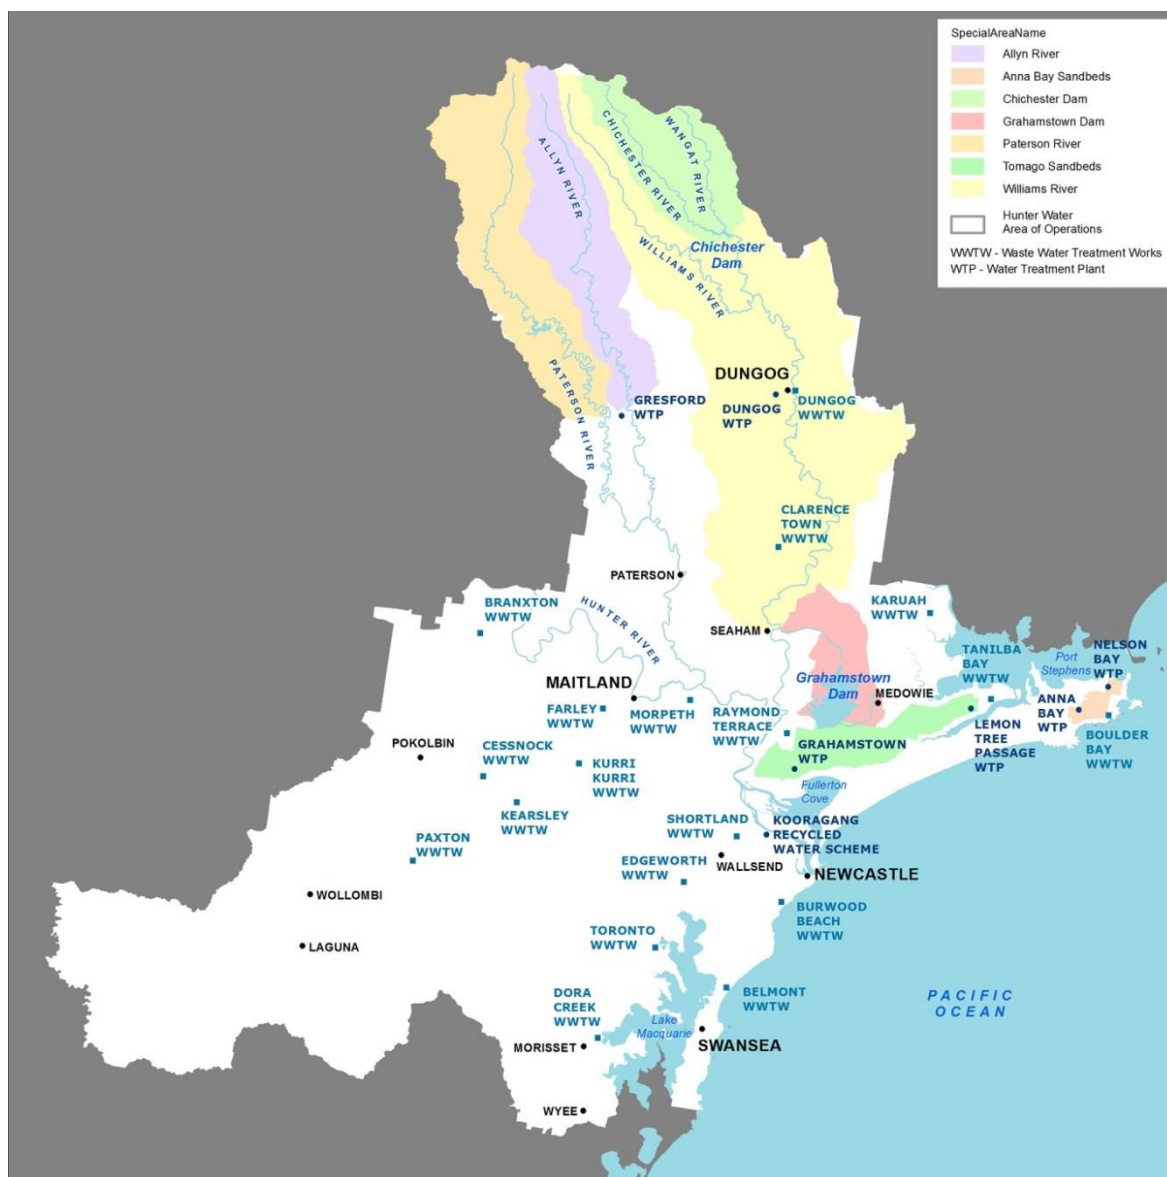 SpecialAreaName
Allyn River
Anna Bay Sandbeds
Chichester Dam
Grahamstown Dam
Paterson River
Tomago Sandbeds
Williams River
Hunter Water
Area of Operations
WWTW - Waste Water Treatment Works
WTP - Water Treatment Plant
ALLYN RIVER
CHICHESTER RIVER
WANGAT RIVER
WILLIAMS RIVER
Chichester
Dam
PATERSON RIVER
DUNGOG
GRESFORD
WTP
DUNGOG
WTP
DUNGOG
WWTW
CLARENCE
TOWN
WWTW
PATERSON
BRANXTON
WWTW
HUNTER RIVER
SEAHAM
KARUAH
WWTW
TANILBA
BAY
WWTW
Port
Stephens
NELSON
BAY
WTP
MAITLAND
Grahamstown
Dam
MEDOWIE
FARLEY
WWTW
MORPETH
WWTW
RAYMOND
TERRACE
WWTW
ANNA
BAY
WTP
LEMON
TREE
PASSAGE
WTP
BOULDER
BAY
WWTW
POKOLBIN
CESSNOCK
WWTW
GRAHAMSTOWN
WTP
KURRI
KURRI
WWTW
Fullerton
Cove
KEARSLEY
WWTW
SHORTLAND
WWTW
KOORAGANG
RECYCLED
WATER SCHEME
PAXTON
WWTW
EDGEWORTH
WWTW
WALLSEND
NEWCASTLE
WOLLOMBI
BURWOOD
BEACH
WWTW
TORONTO
WWTW
LAGUNA
DORA
CREEK
WWTW
BELMONT
WWTW
PACIFIC
OCEAN
Lake
Macquarie
MORISSET
SWANSEA
WYEE